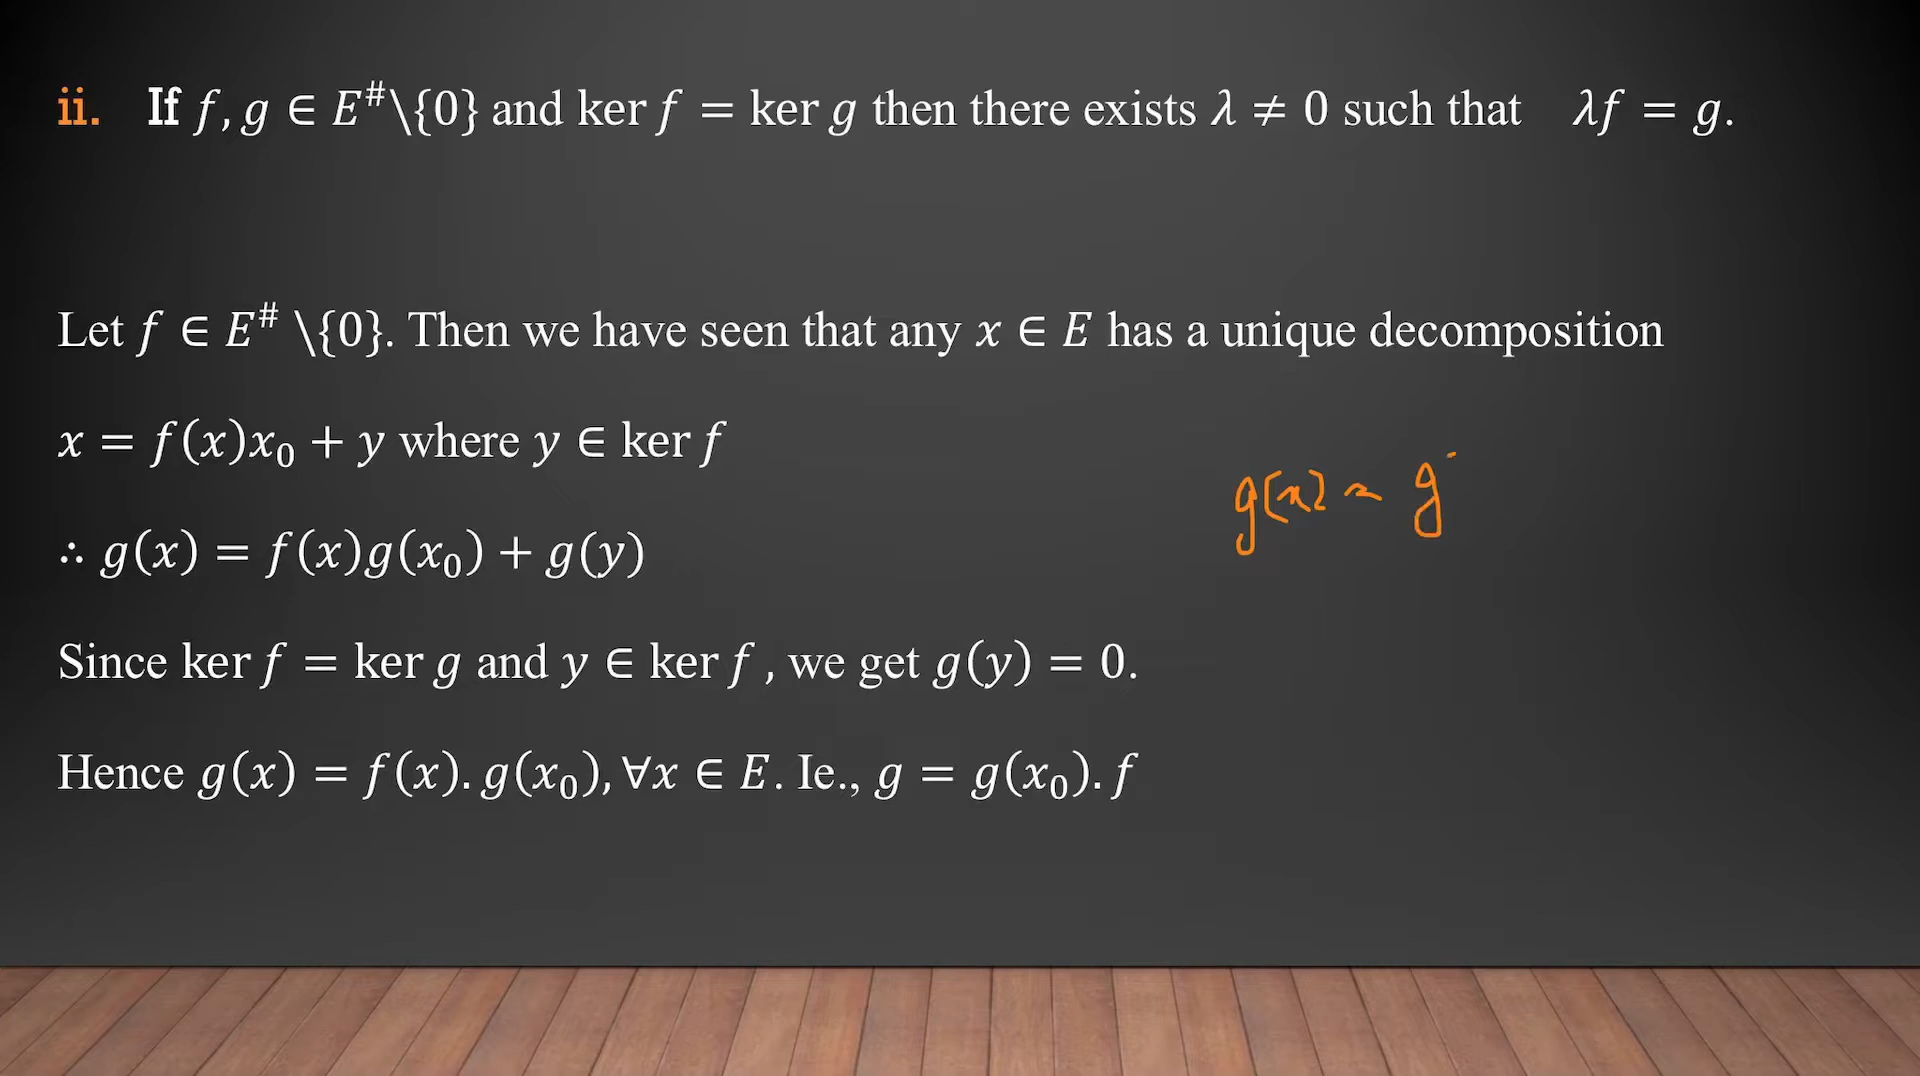 ii. If f, g ∈ E^#\{0} and ker f = ker g then there exists λ ≠ 0 such that λf = g.
Let f ∈ E^# \{0}. Then we have seen that any x ∈ E has a unique decomposition
x = f(x)x₀ + y where y ∈ ker f
g(x) = g
∴ g(x) = f(x)g(x₀) + g(y)
Since ker f = ker g and y ∈ ker f, we get g(y) = 0.
Hence g(x) = f(x). g(x₀), ∀x ∈ E. Ie., g = g(x₀). f